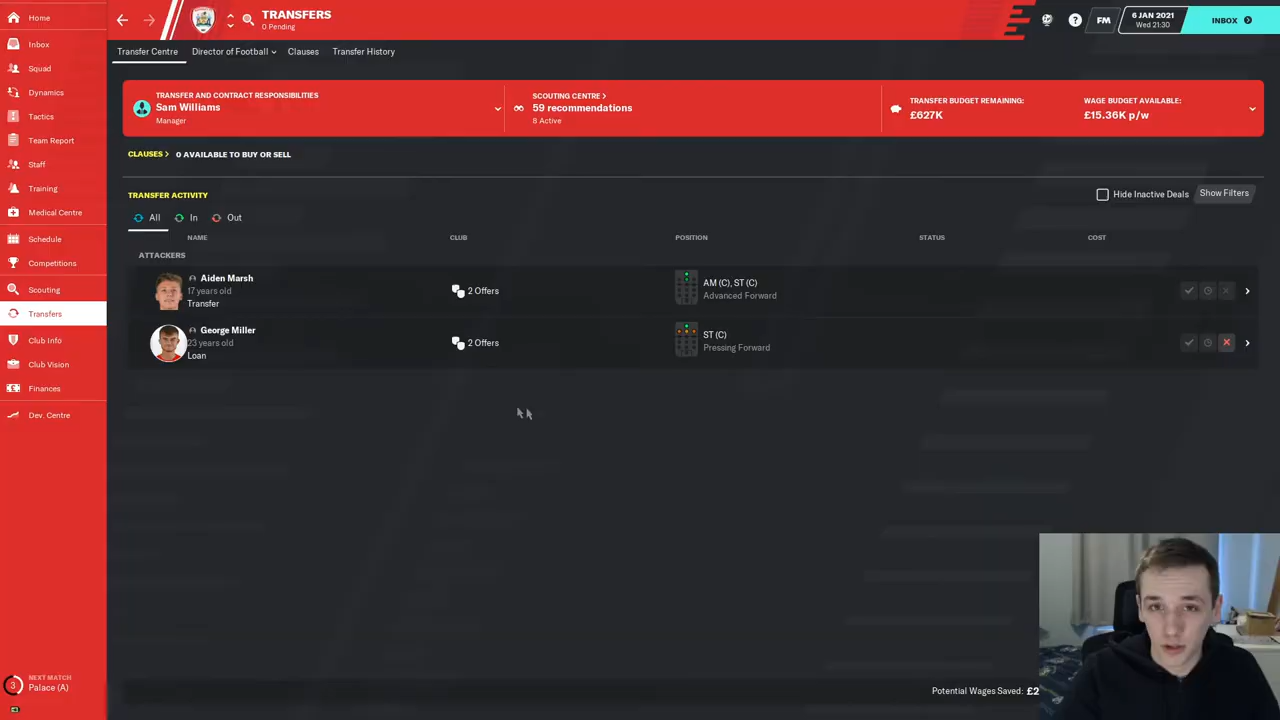 Home
Inbox
Squad
Dynamics
Tactics
Team Report
Staff
Training
Medical Centre
Schedule
Competitions
Scouting
Transfers
Club Info
Club Vision
Finances
Dev. Centre
NEXT MATCH
3 Palace (A)
TRANSFERS
0 Pending
FM
6 JAN 2021
Wed 21:30
INBOX
Transfer Centre Director of Football Clauses Transfer History
TRANSFER AND CONTRACT RESPONSIBILITIES
Sam Williams
Manager
SCOUTING CENTRE >
59 recommendations
8 Active
TRANSFER BUDGET REMAINING:
£627K
WAGE BUDGET AVAILABLE:
£15.36K p/w
CLAUSES > 0 AVAILABLE TO BUY OR SELL
TRANSFER ACTIVITY
Hide Inactive Deals Show Filters
All In Out
NAME CLUB POSITION STATUS COST
ATTACKERS
Aiden Marsh
17 years old
Transfer
2 Offers
AM (C), ST (C)
Advanced Forward
George Miller
23 years old
Loan
2 Offers
ST (C)
Pressing Forward
Potential Wages Saved: £2